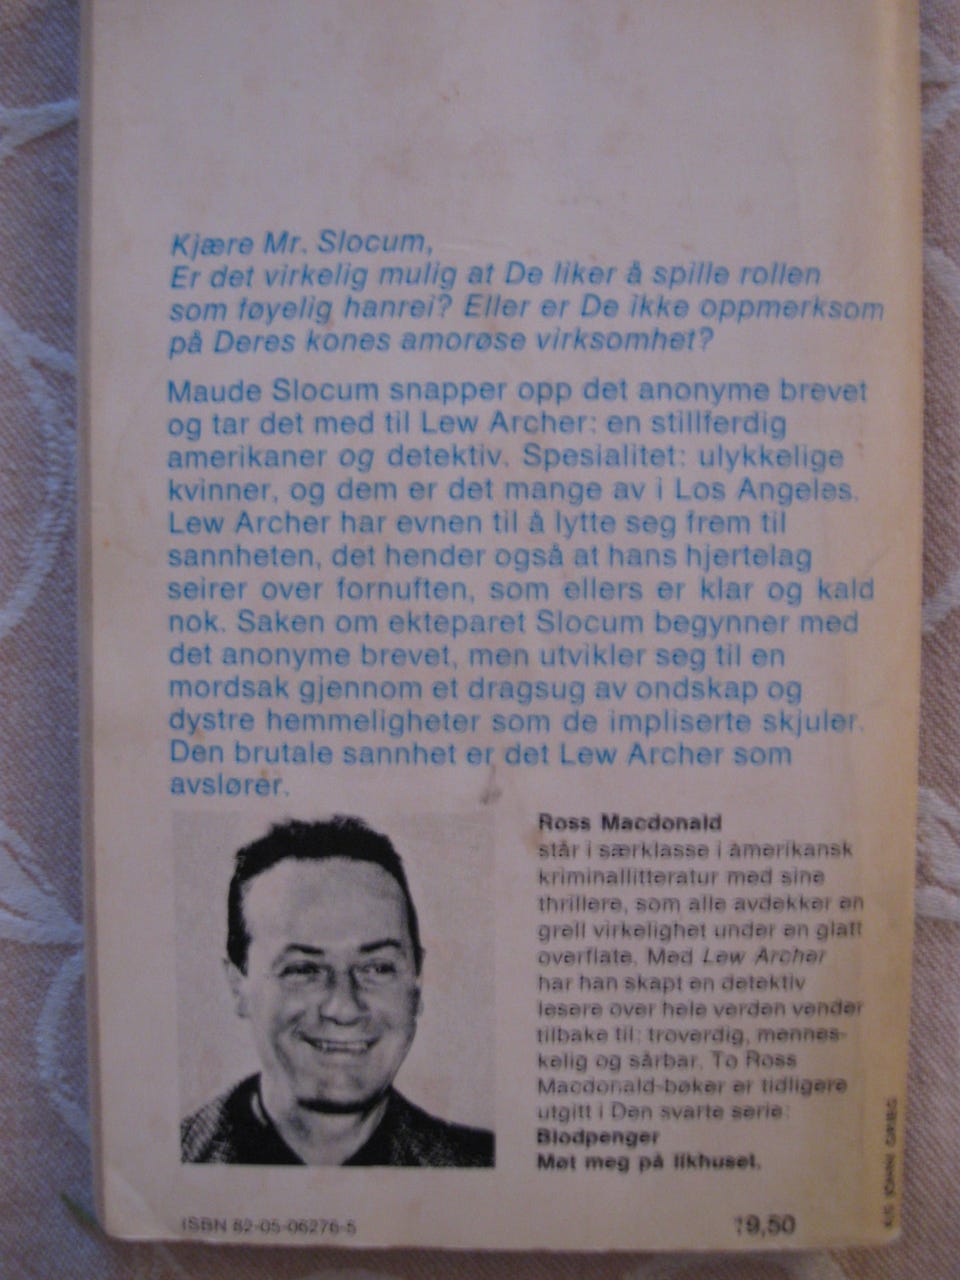 Kjære Mr. Slocum,
Er det virkelig mulig at De liker å spille rollen
som føyelig hanrei? Eller er De ikke oppmerksom
på Deres kones amorøse virksomhet?
Maude Slocum snapper opp det anonyme brevet
og tar det med til Lew Archer: en stillferdig
amerikaner og detektiv. Spesialitet: ulykkelige
kvinner, og dem er det mange av i Los Angeles.
Lew Archer har evnen til å lytte seg frem til
sannheten, det hender også at hans hjertelag
seirer over fornuften, som ellers er klar og kald
nok. Saken om ekteparet Slocum begynner med
det anonyme brevet, men utvikler seg til en
mordsak gjennom et dragsug av ondskap og
dystre hemmeligheter som de impliserte skjuler.
Den brutale sannhet er det Lew Archer som
avslører.
Ross Macdonald
står i særklasse i amerikansk
kriminallitteratur med sine
thrillere, som alle avdekker en
grell virkelighet under en glatt
overflate. Med Lew Archer
har han skapt en detektiv
lesere over hele verden vender
tilbake til: troverdig, mennes-
kelig og sårbar. To Ross
Macdonald-bøker er tidligere
utgitt i Den svarte serie:
Blodpenger
Møt meg på likhuset.
ISBN 82-05-06276-5
19,50